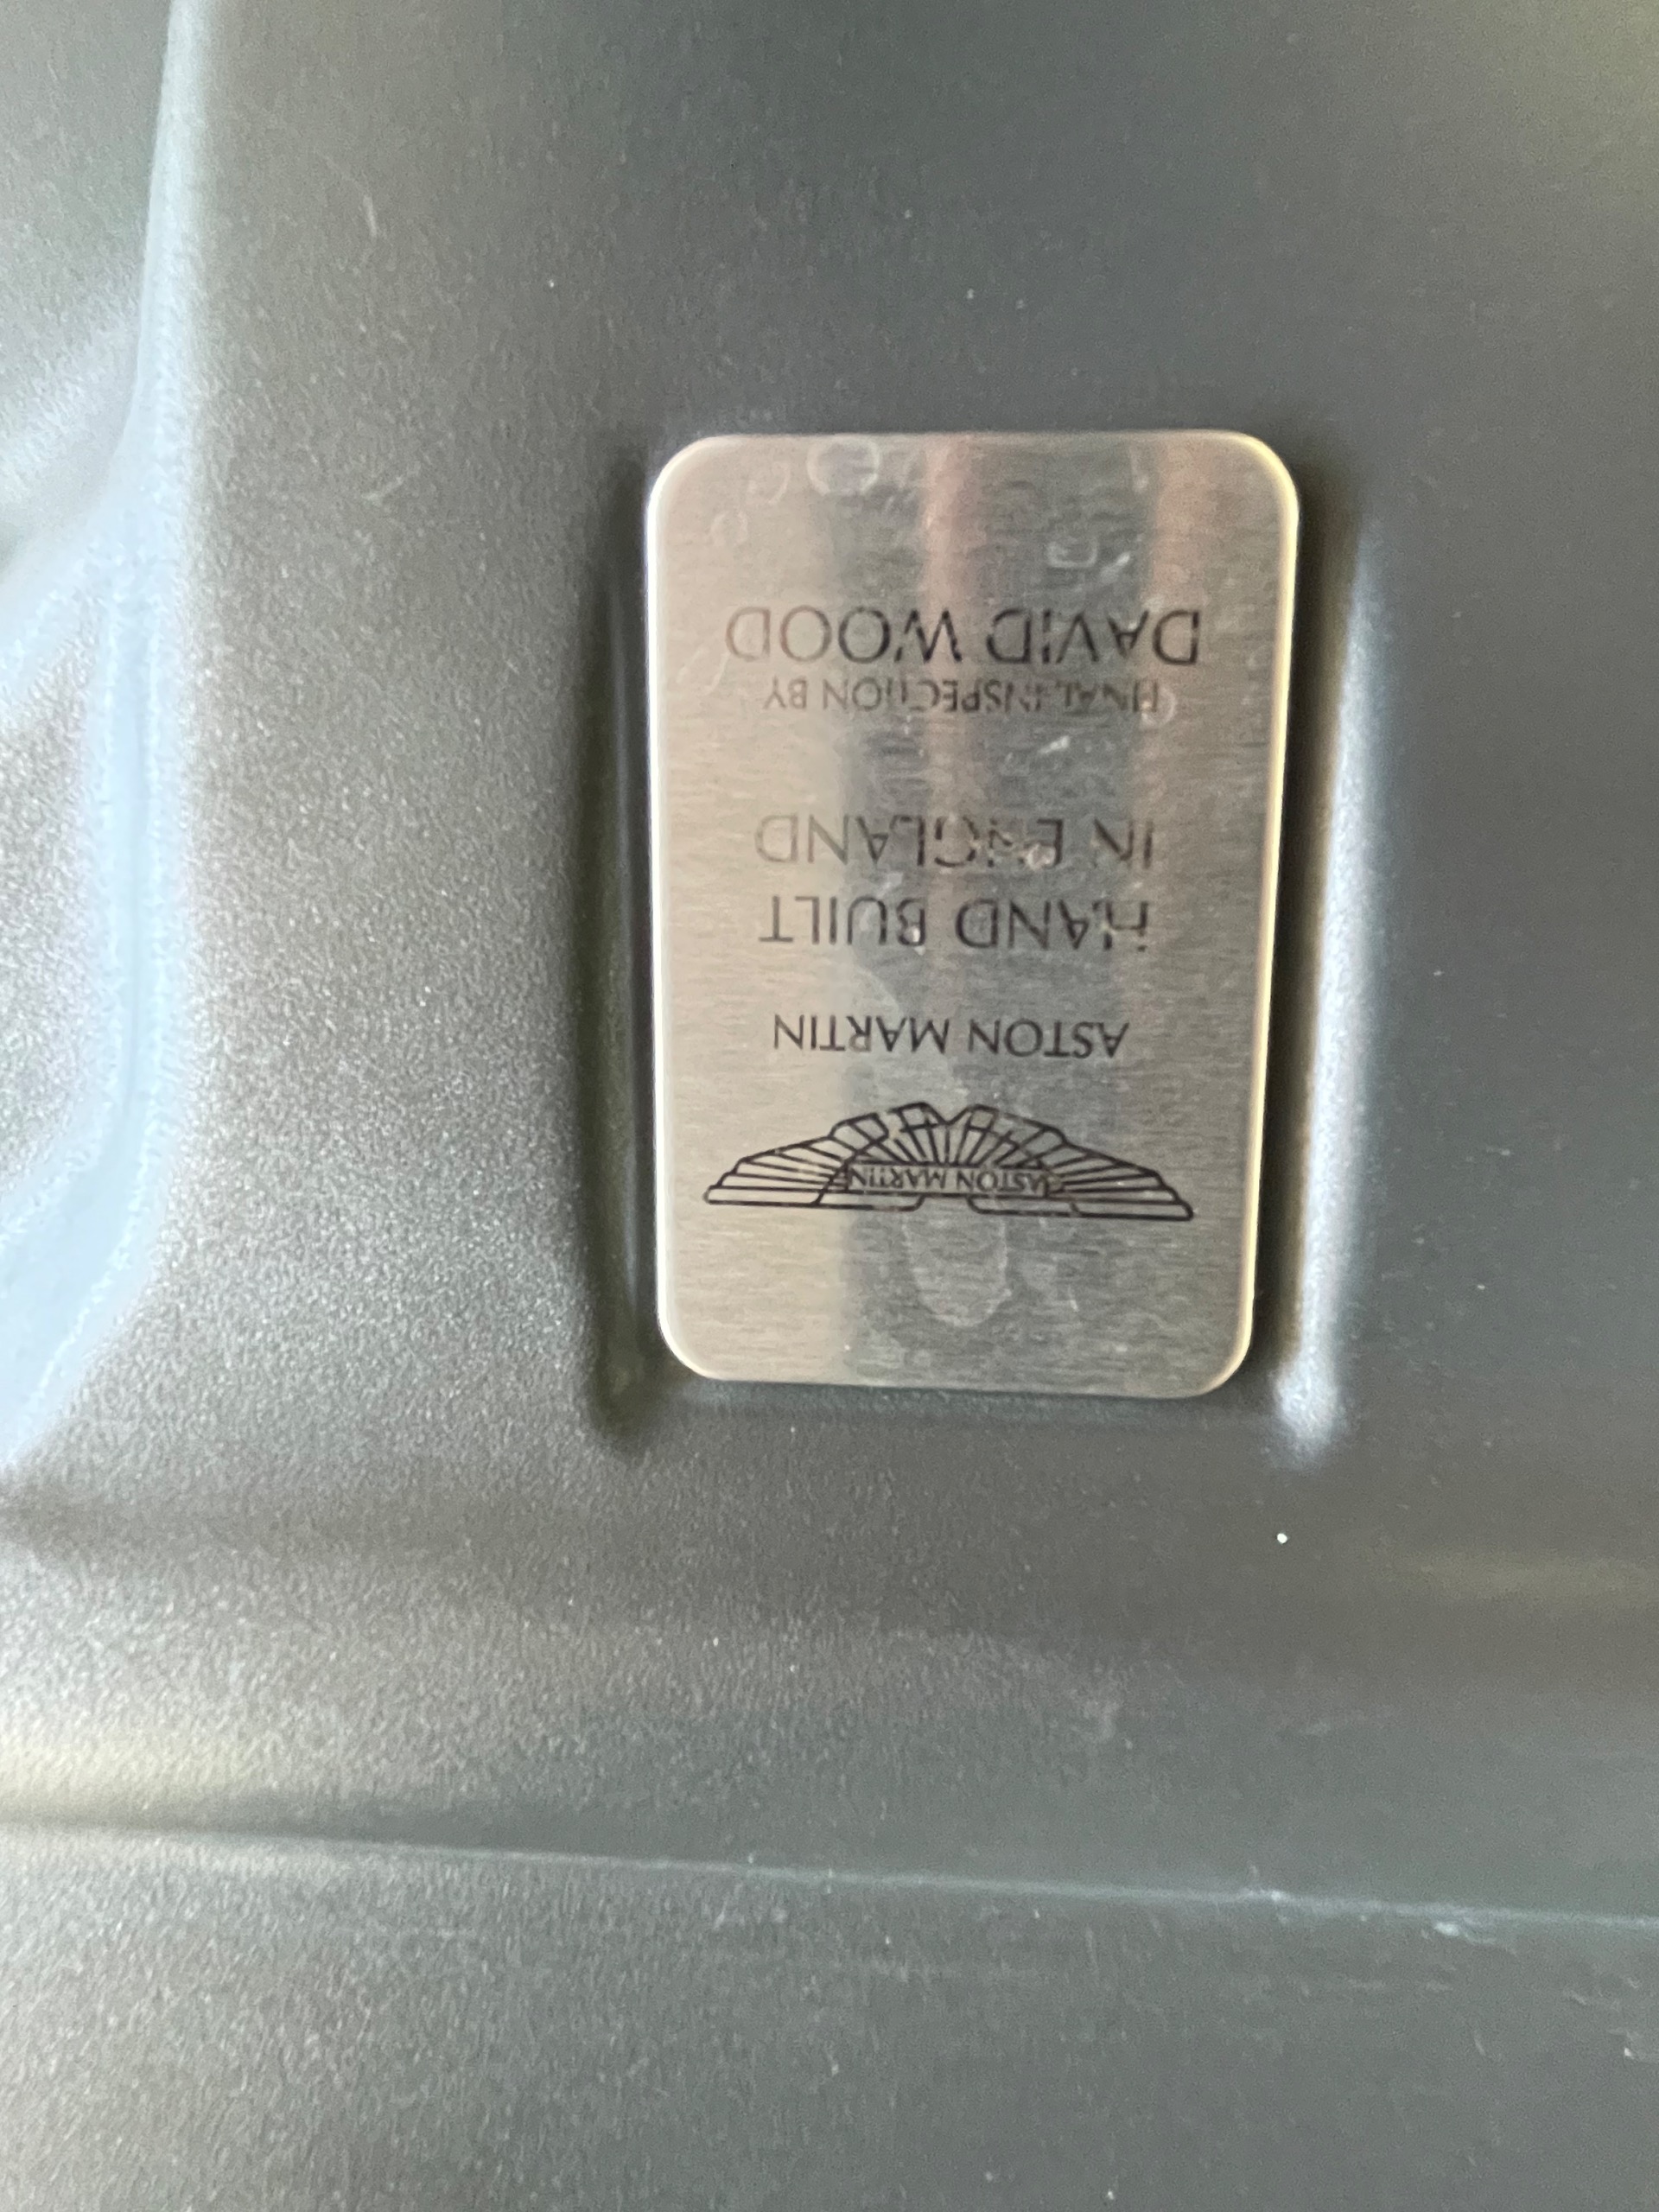 ASTON MARTIN
ASTON MARTIN
HAND BUILT
IN ENGLAND
FINAL INSPECTION BY
DAVID WOOD